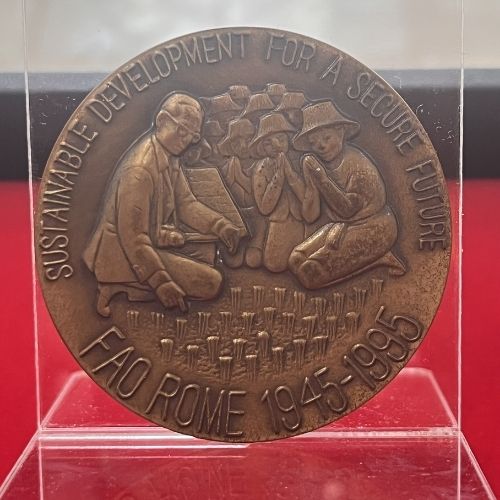 SUSTAINABLE DEVELOPMENT FOR A SECURE FUTURE
FAO ROME 1945-1995